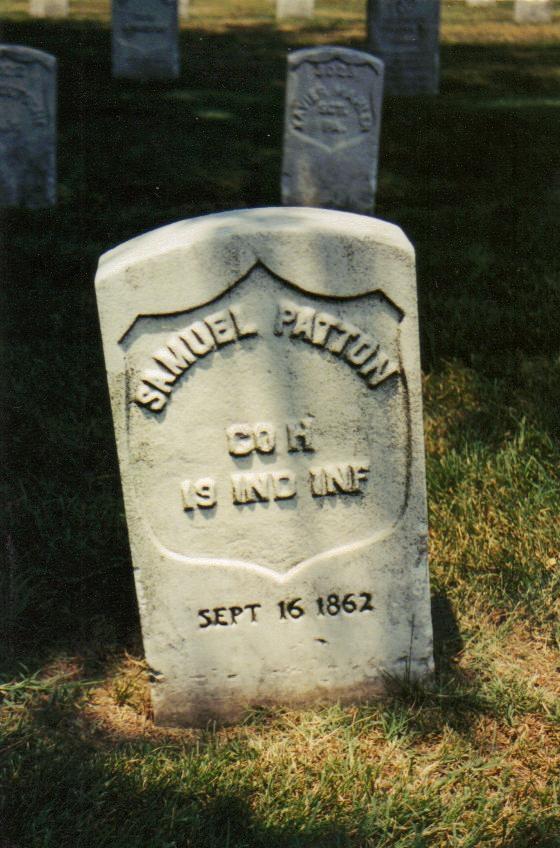 SAMUEL PATTON
CO H
19 IND INF
SEPT 16 1862